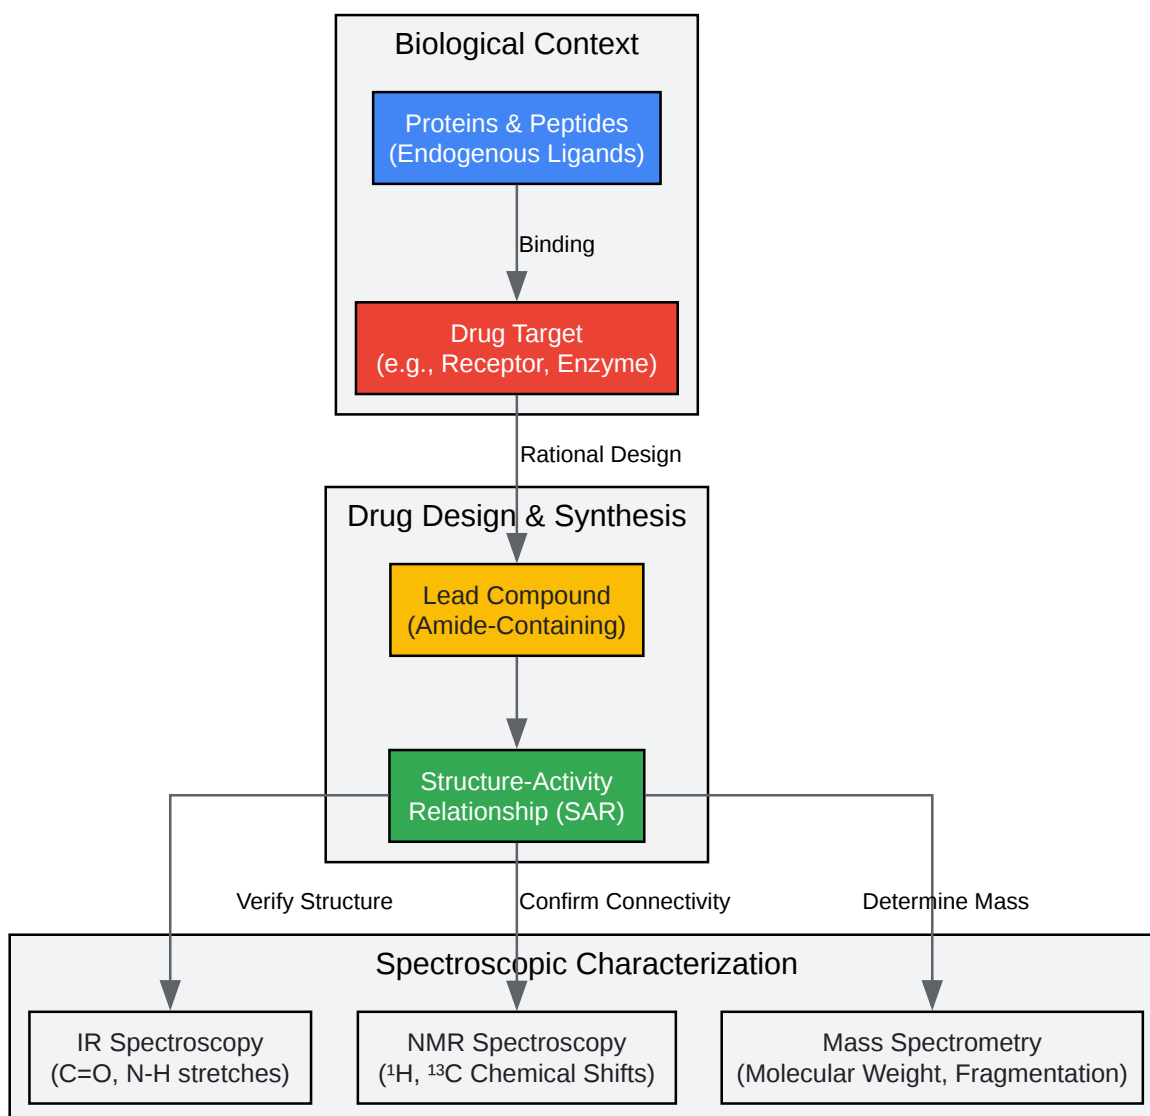 Biological Context
Proteins & Peptides
(Endogenous Ligands)
Binding
Drug Target
(e.g., Receptor, Enzyme)
Rational Design
Drug Design & Synthesis
Lead Compound
(Amide-Containing)
Structure-Activity
Relationship (SAR)
Verify Structure
Confirm Connectivity
Determine Mass
Spectroscopic Characterization
IR Spectroscopy
(C=O, N-H stretches)
NMR Spectroscopy
(¹H, ¹³C Chemical Shifts)
Mass Spectrometry
(Molecular Weight, Fragmentation)